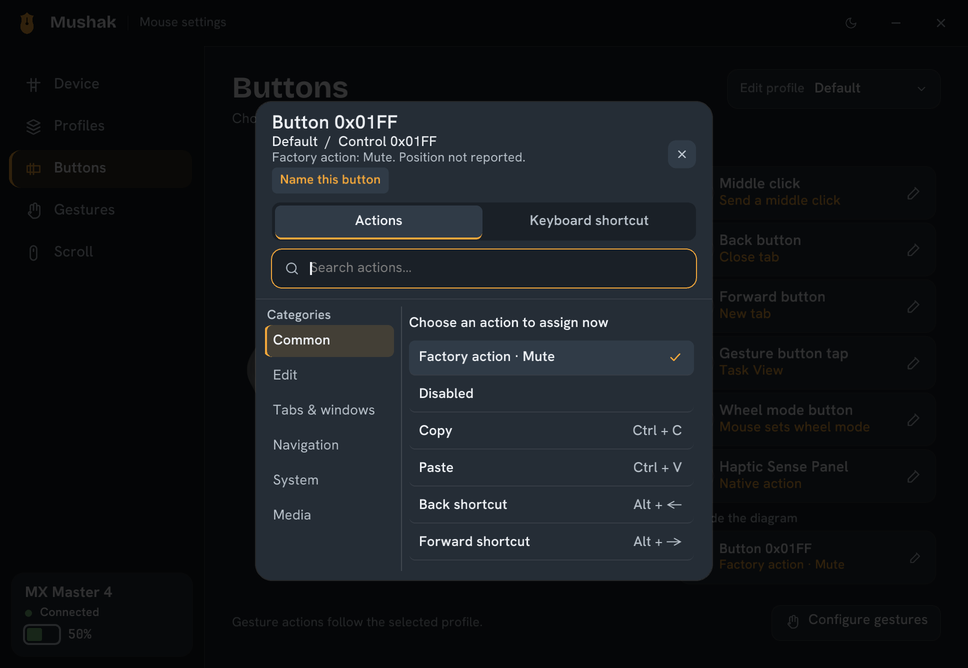 Mushak
Mouse settings
Device
Profiles
Buttons
Gestures
Scroll
MX Master 4
Connected
50%
Buttons
Cho
Edit profile Default
Button 0x01FF
Default / Control 0x01FF
Factory action: Mute. Position not reported.
Name this button
Actions
Keyboard shortcut
Search actions...
Categories
Common
Edit
Tabs & windows
Navigation
System
Media
Choose an action to assign now
Factory action · Mute
Disabled
Copy Ctrl + C
Paste Ctrl + V
Back shortcut Alt + ←
Forward shortcut Alt + →
Middle click
Send a middle click
Back button
Close tab
Forward button
New tab
Gesture button tap
Task View
Wheel mode button
Mouse sets wheel mode
Haptic Sense Panel
Native action
de the diagram
Button 0x01FF
Factory action · Mute
Gesture actions follow the selected profile.
Configure gestures